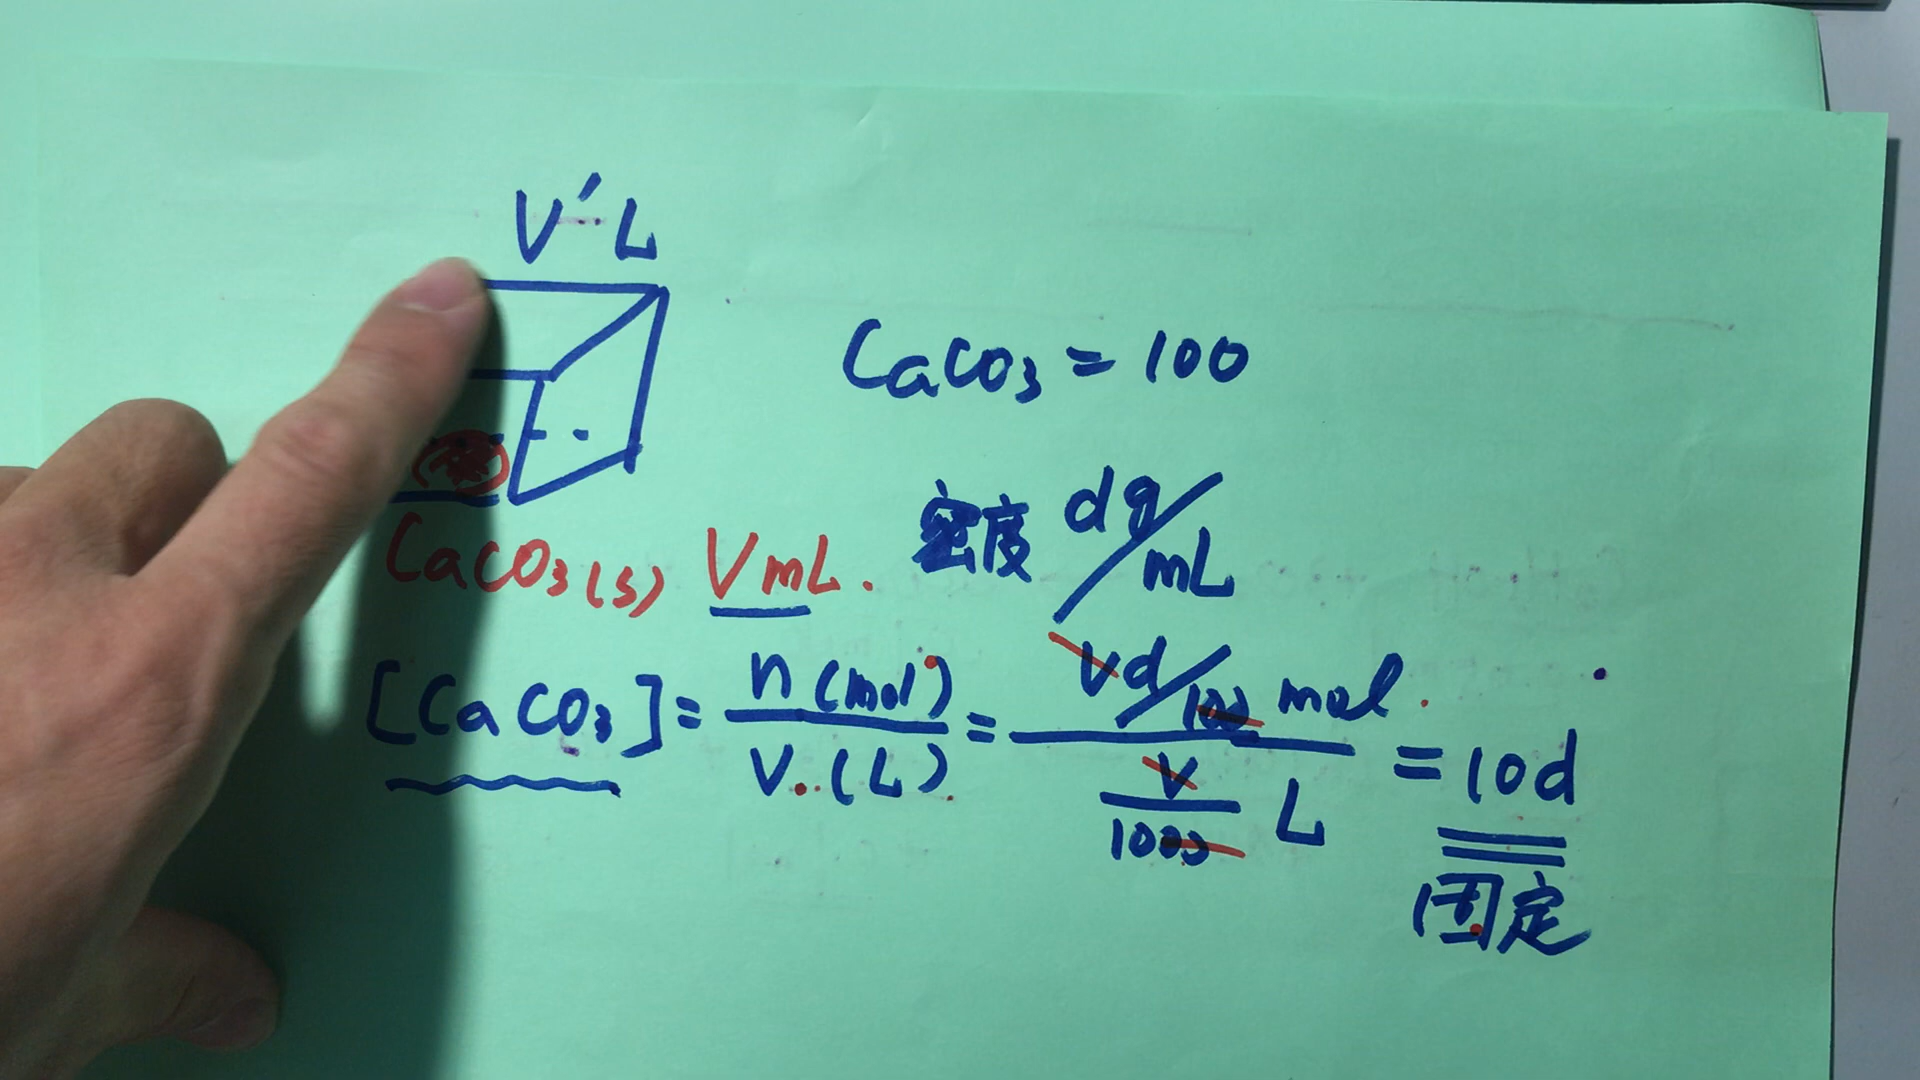 V'L
CaCO₃ = 100
密度 dg/mL
CaCO₃(s) VmL.
[CaCO₃] = n(mol)/V.(L) = Vd/100 mol / V/1000 L = 10d
固定